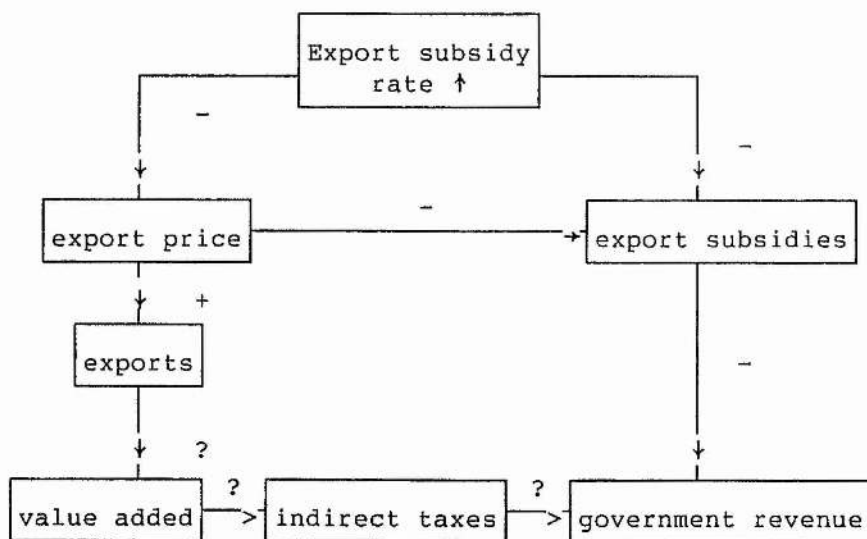 Export subsidy
rate ↑
-
-
export price
-
export subsidies
+
exports
-
?
value added
?
indirect taxes
?
government revenue